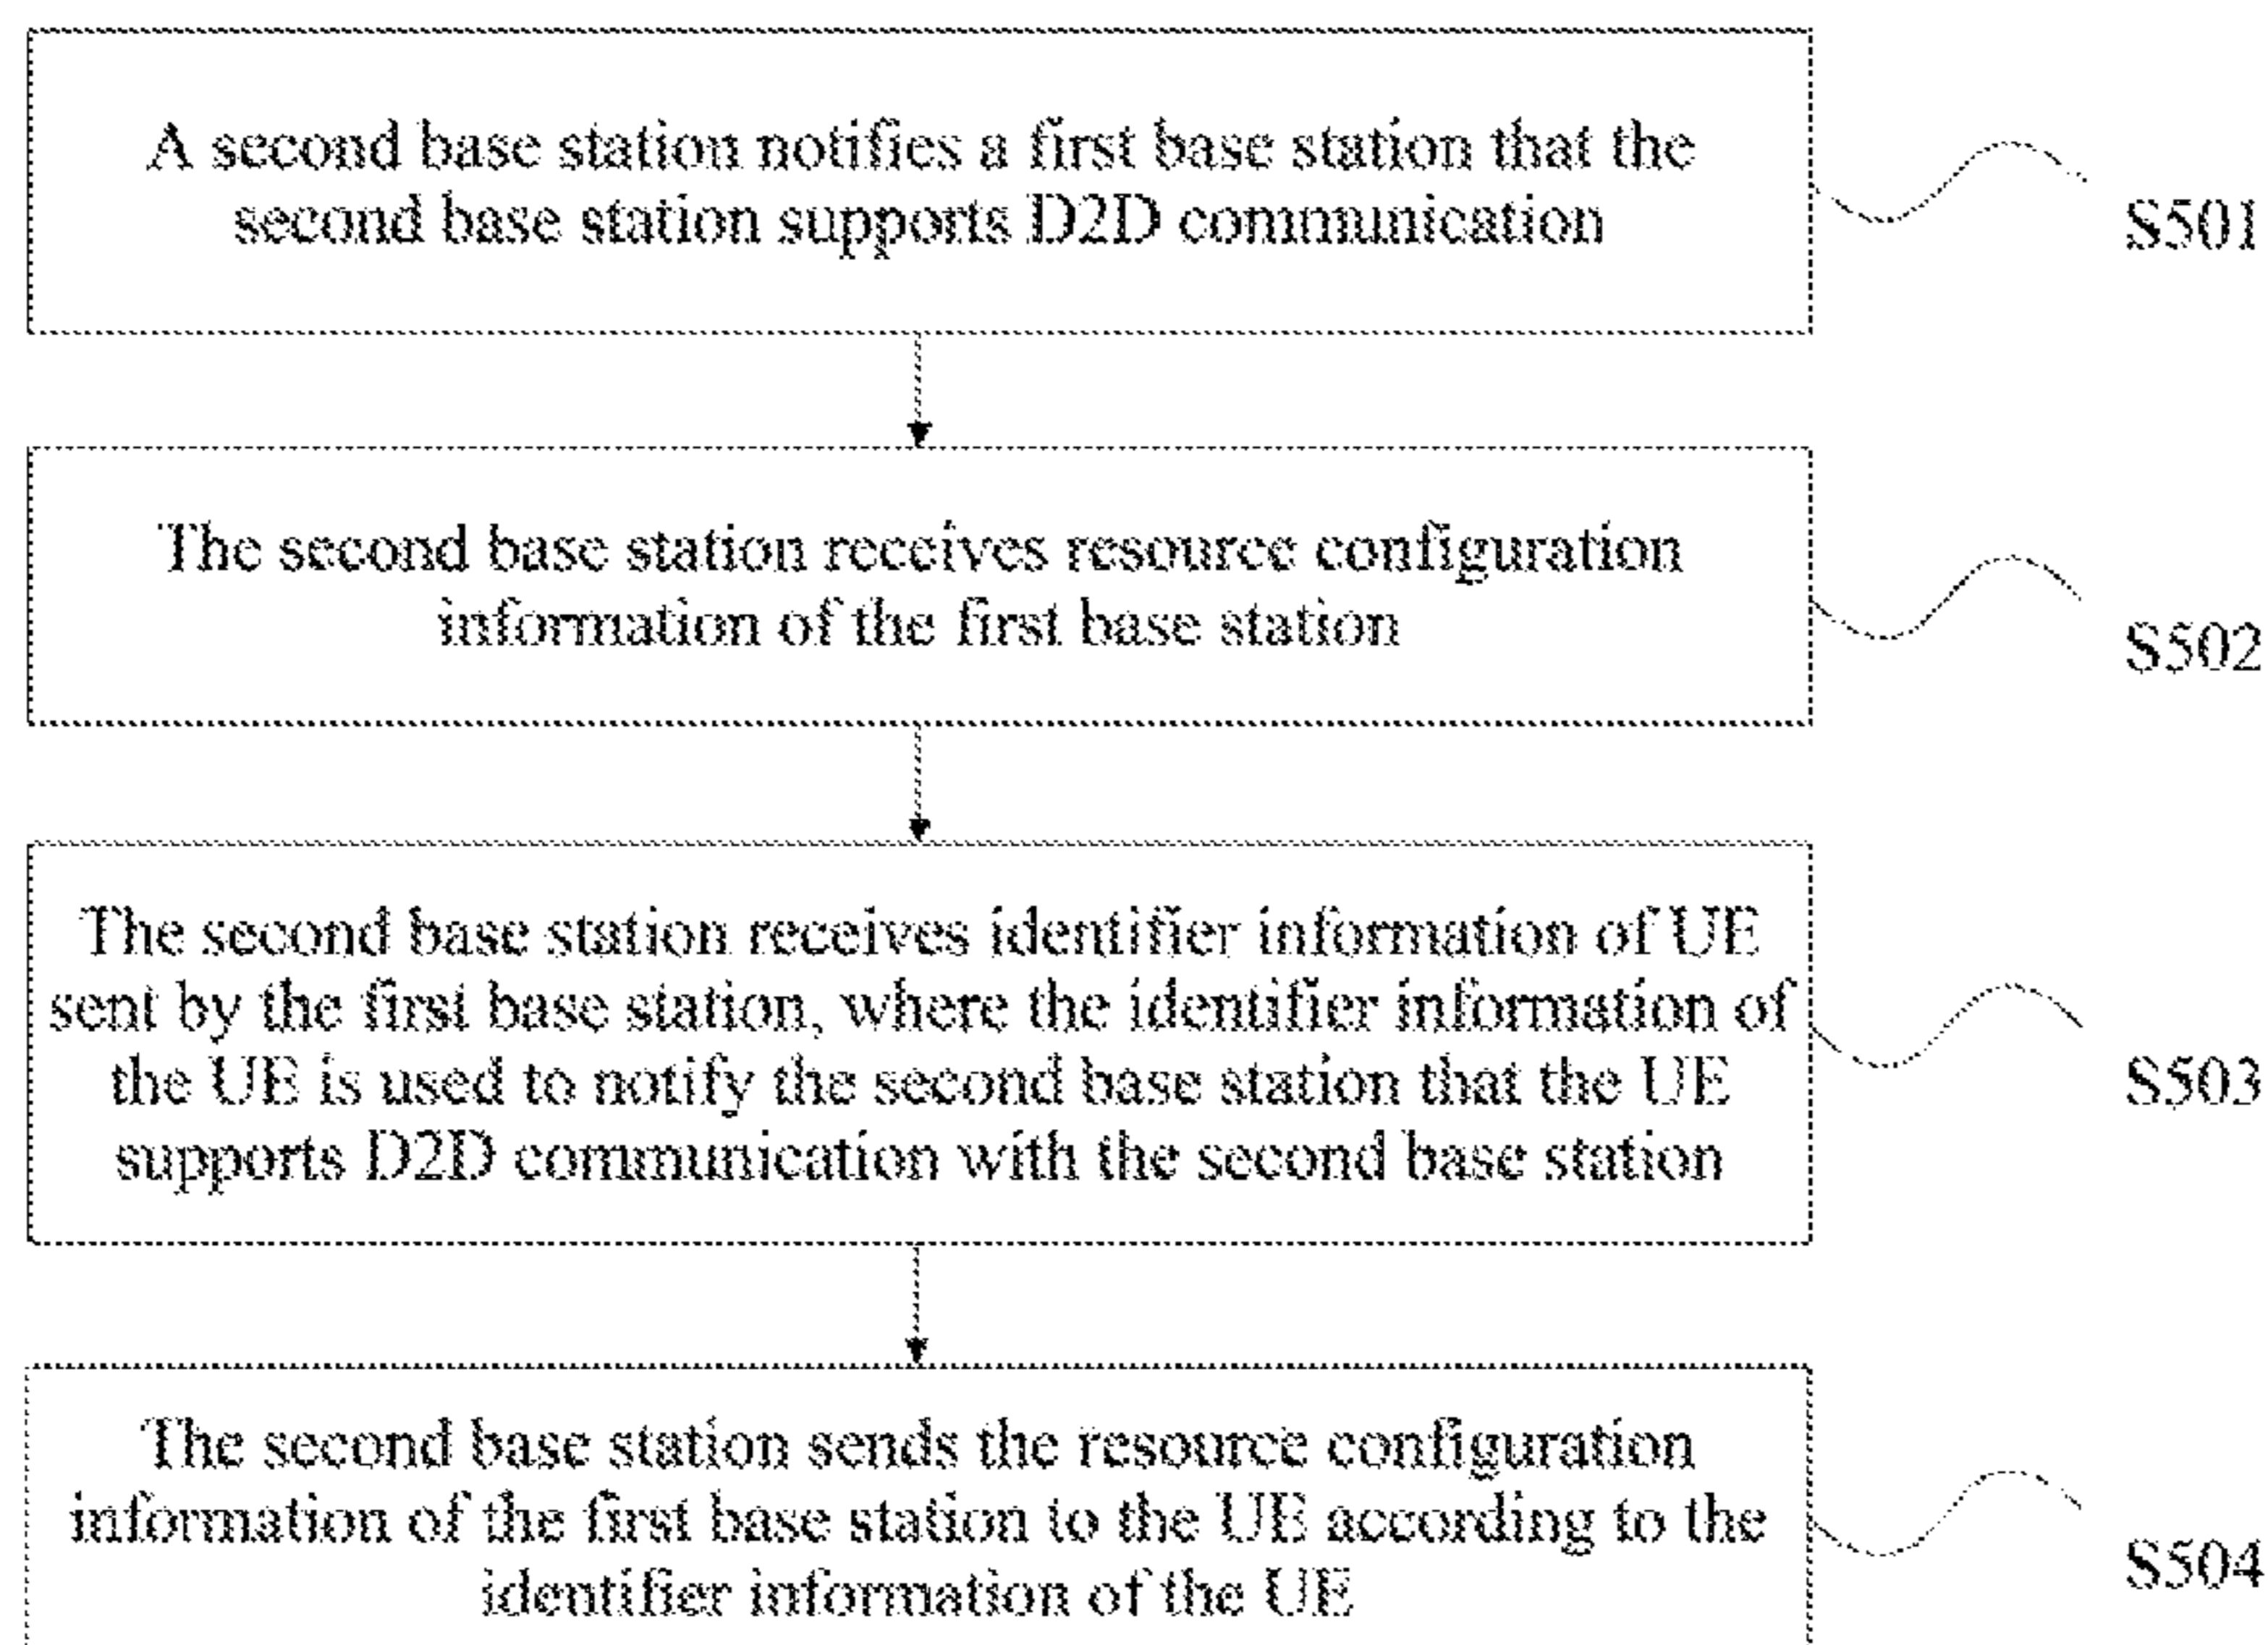 A second base station notifies a first base station that the
second base station supports D2D communication
S501
The second base station receives resource configuration
information of the first base station
S502
The second base station receives identifier information of UE
sent by the first base station, where the identifier information of
the UE is used to notify the second base station that the UE
supports D2D communication with the second base station
S503
The second base station sends the resource configuration
information of the first base station to the UE according to the
identifier information of the UE
S504